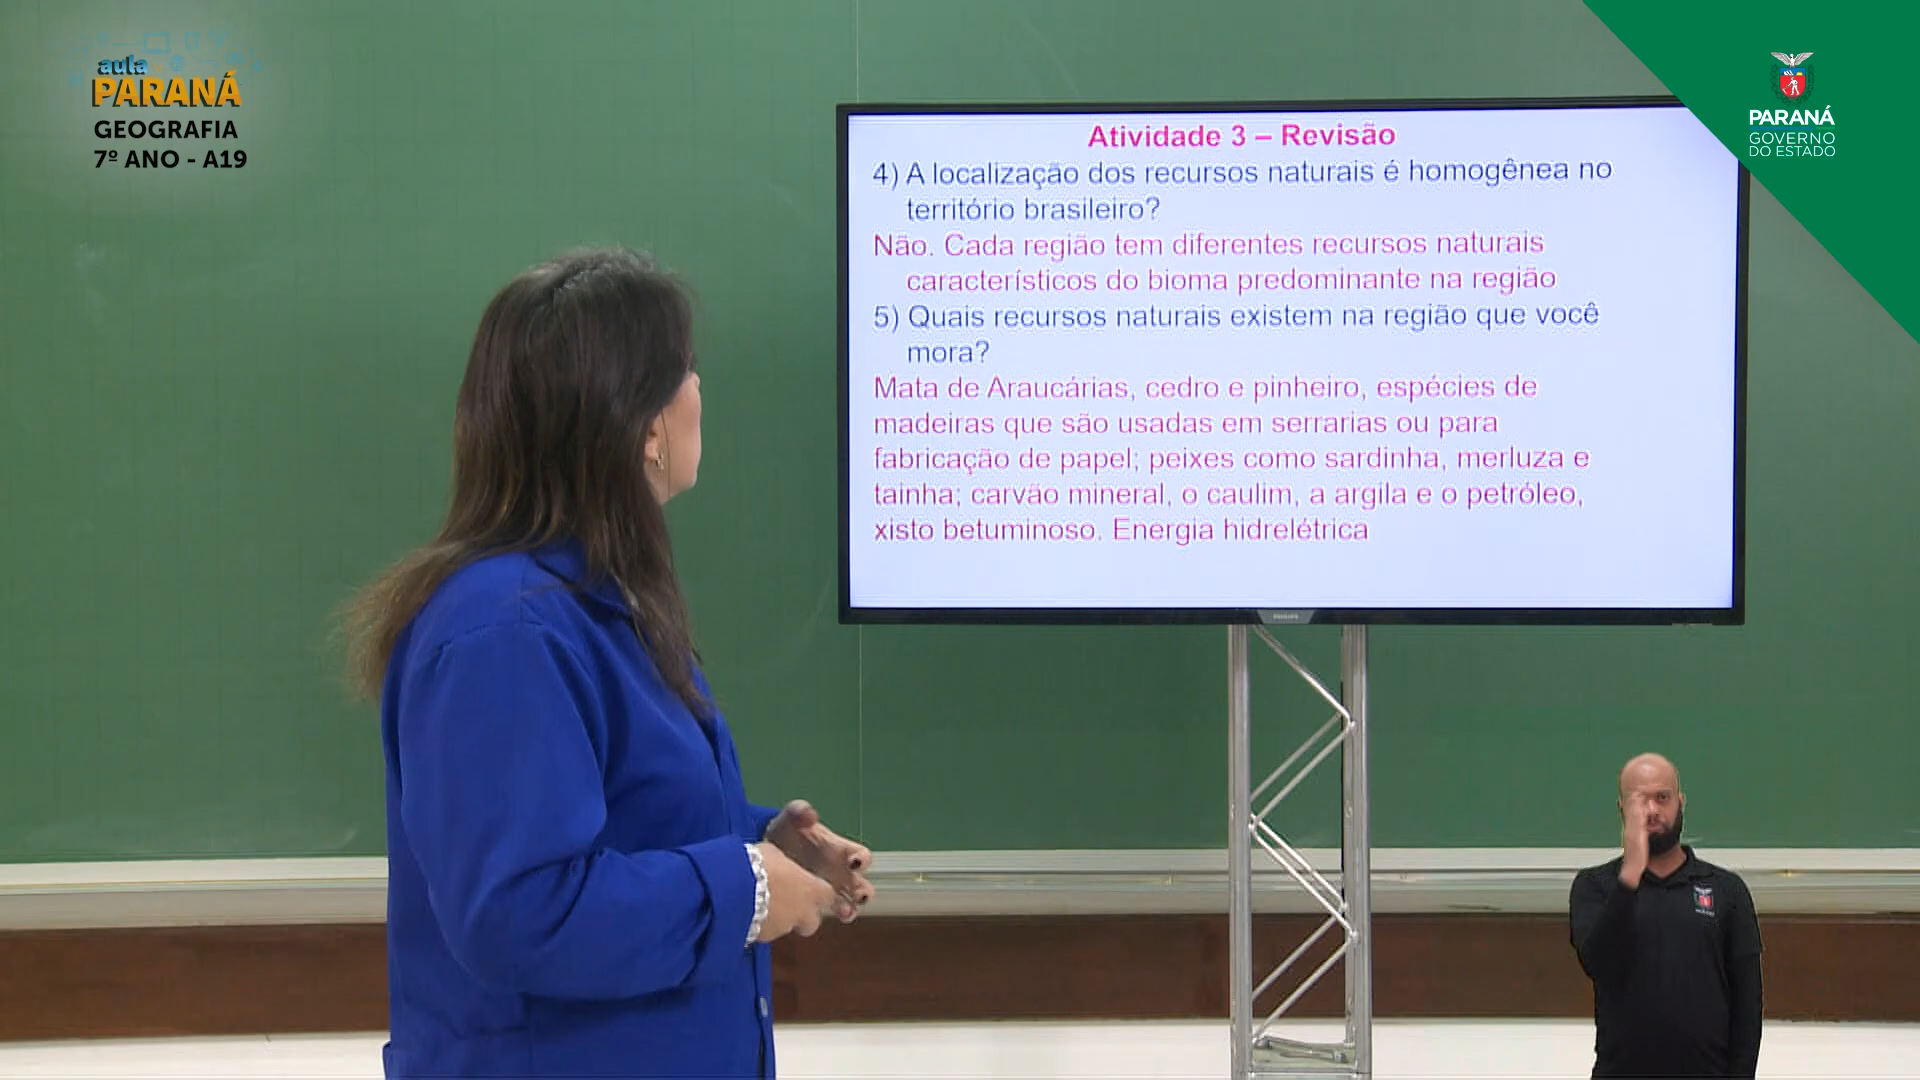 aula
PARANÁ
GEOGRAFIA
7º ANO - A19
PARANÁ
GOVERNO
DO ESTADO
Atividade 3 – Revisão
4) A localização dos recursos naturais é homogênea no
território brasileiro?
Não. Cada região tem diferentes recursos naturais
característicos do bioma predominante na região
5) Quais recursos naturais existem na região que você
mora?
Mata de Araucárias, cedro e pinheiro, espécies de
madeiras que são usadas em serrarias ou para
fabricação de papel; peixes como sardinha, merluza e
tainha; carvão mineral, o caulim, a argila e o petróleo,
xisto betuminoso. Energia hidrelétrica
PHILIPS